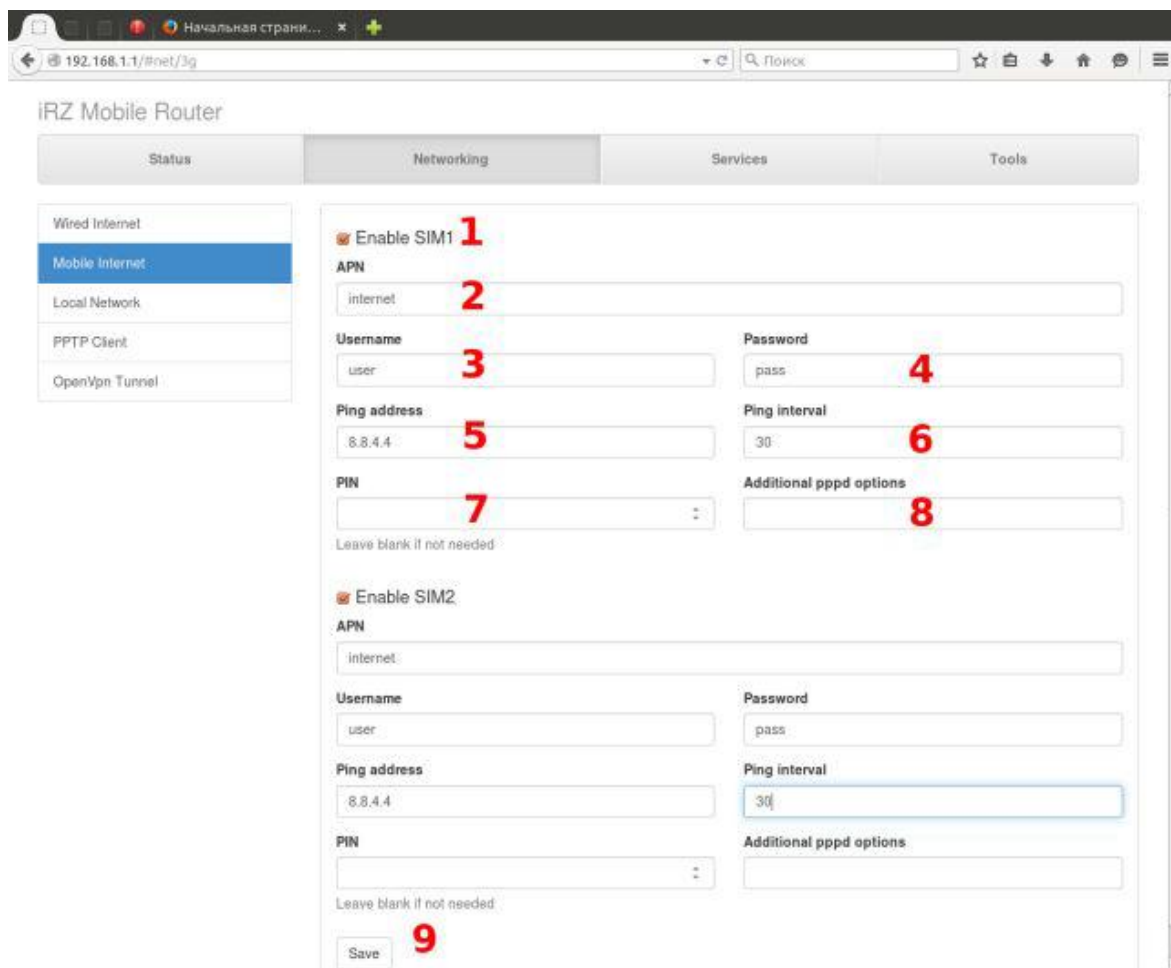 Начальная страни...
192.168.1.1/#net/3g
Поиск
iRZ Mobile Router
Status Networking Services Tools
Wired Internet
Mobile Internet
Local Network
PPTP Client
OpenVpn Tunnel
Enable SIM1 1
APN
internet 2
Username Password
user 3 pass 4
Ping address Ping interval
8.8.4.4 5 30 6
PIN Additional pppd options
7 8
Leave blank if not needed
Enable SIM2
APN
internet
Username Password
user pass
Ping address Ping interval
8.8.4.4 30
PIN Additional pppd options
Leave blank if not needed
Save 9